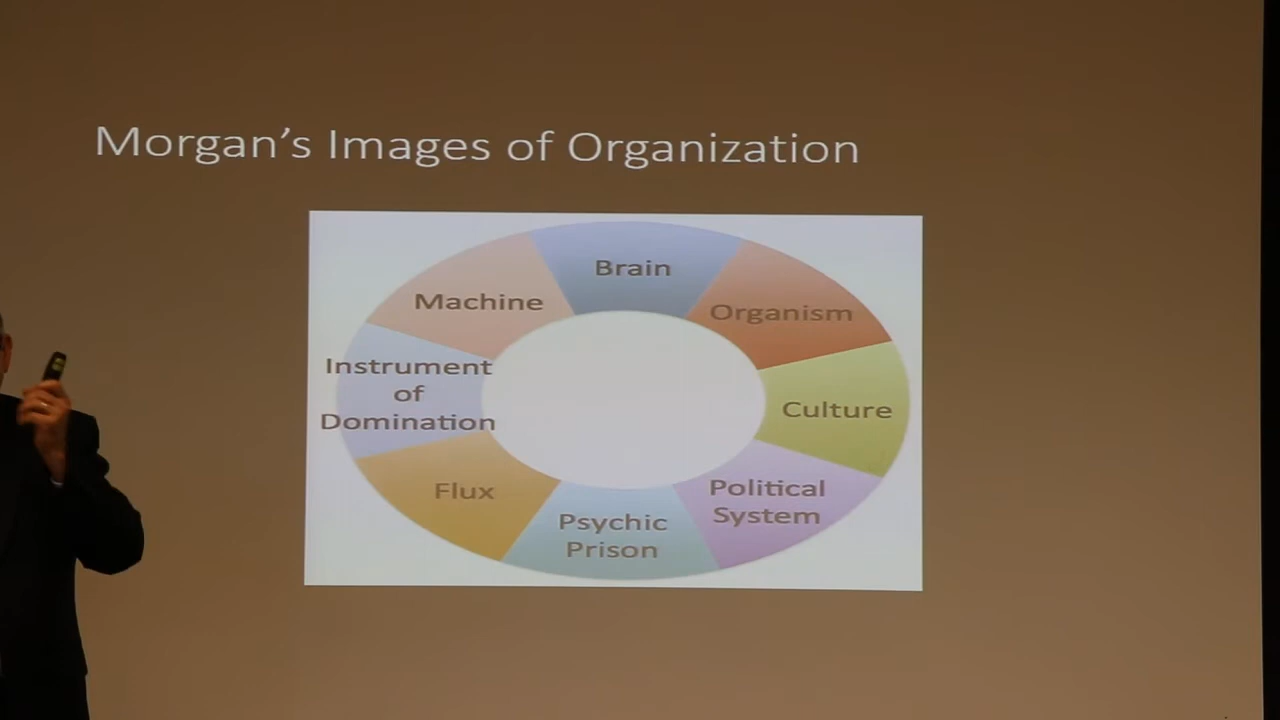 Morgan’s Images of Organization
Brain
Organism
Culture
Political
System
Psychic
Prison
Flux
Instrument
of
Domination
Machine